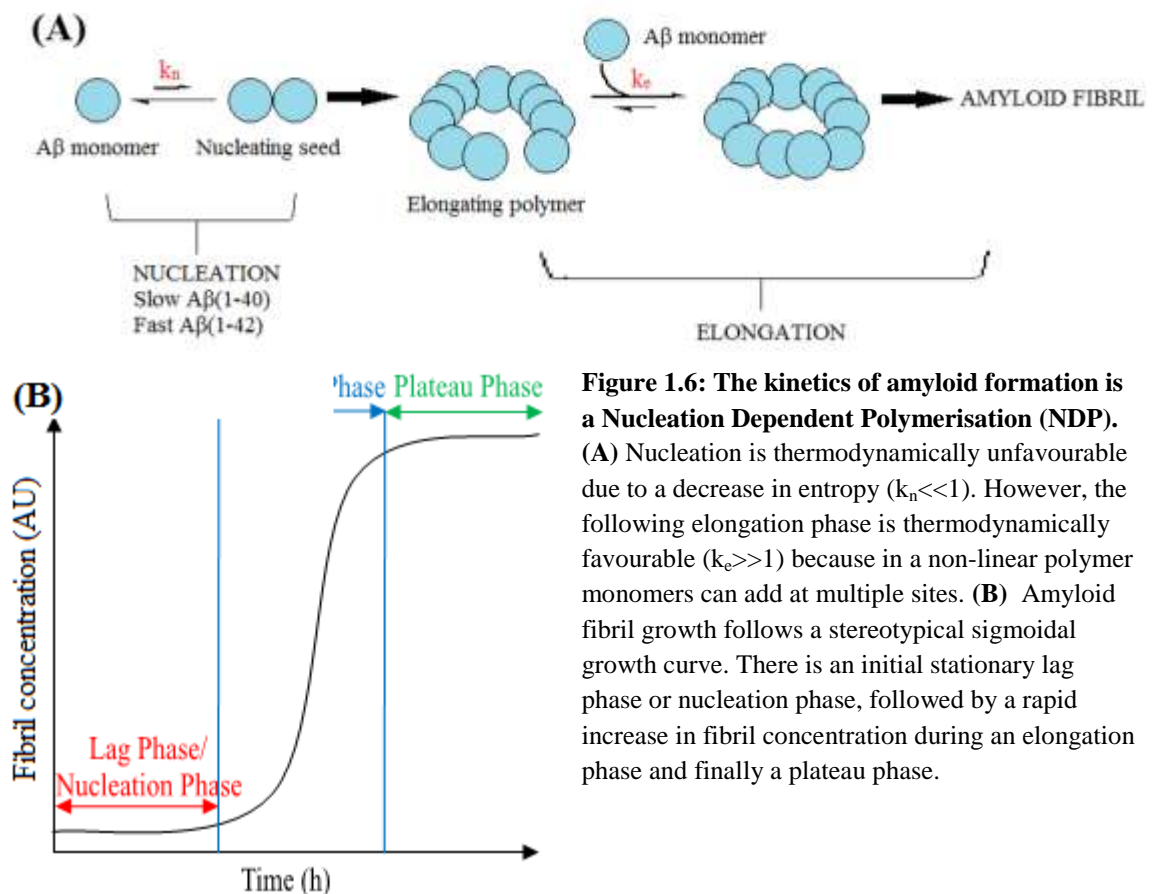 (A)
Aβ monomer
kn
ke
Aβ monomer
Nucleating seed
Elongating polymer
AMYLOID FIBRIL
NUCLEATION
Slow Aβ(1-40)
Fast Aβ(1-42)
ELONGATION
(B)
Phase
Plateau Phase
Fibril concentration (AU)
Lag Phase/
Nucleation Phase
Time (h)
Figure 1.6: The kinetics of amyloid formation is
a Nucleation Dependent Polymerisation (NDP).
(A) Nucleation is thermodynamically unfavourable
due to a decrease in entropy (kn<<1). However, the
following elongation phase is thermodynamically
favourable (ke>>1) because in a non-linear polymer
monomers can add at multiple sites. (B) Amyloid
fibril growth follows a stereotypical sigmoidal
growth curve. There is an initial stationary lag
phase or nucleation phase, followed by a rapid
increase in fibril concentration during an elongation
phase and finally a plateau phase.